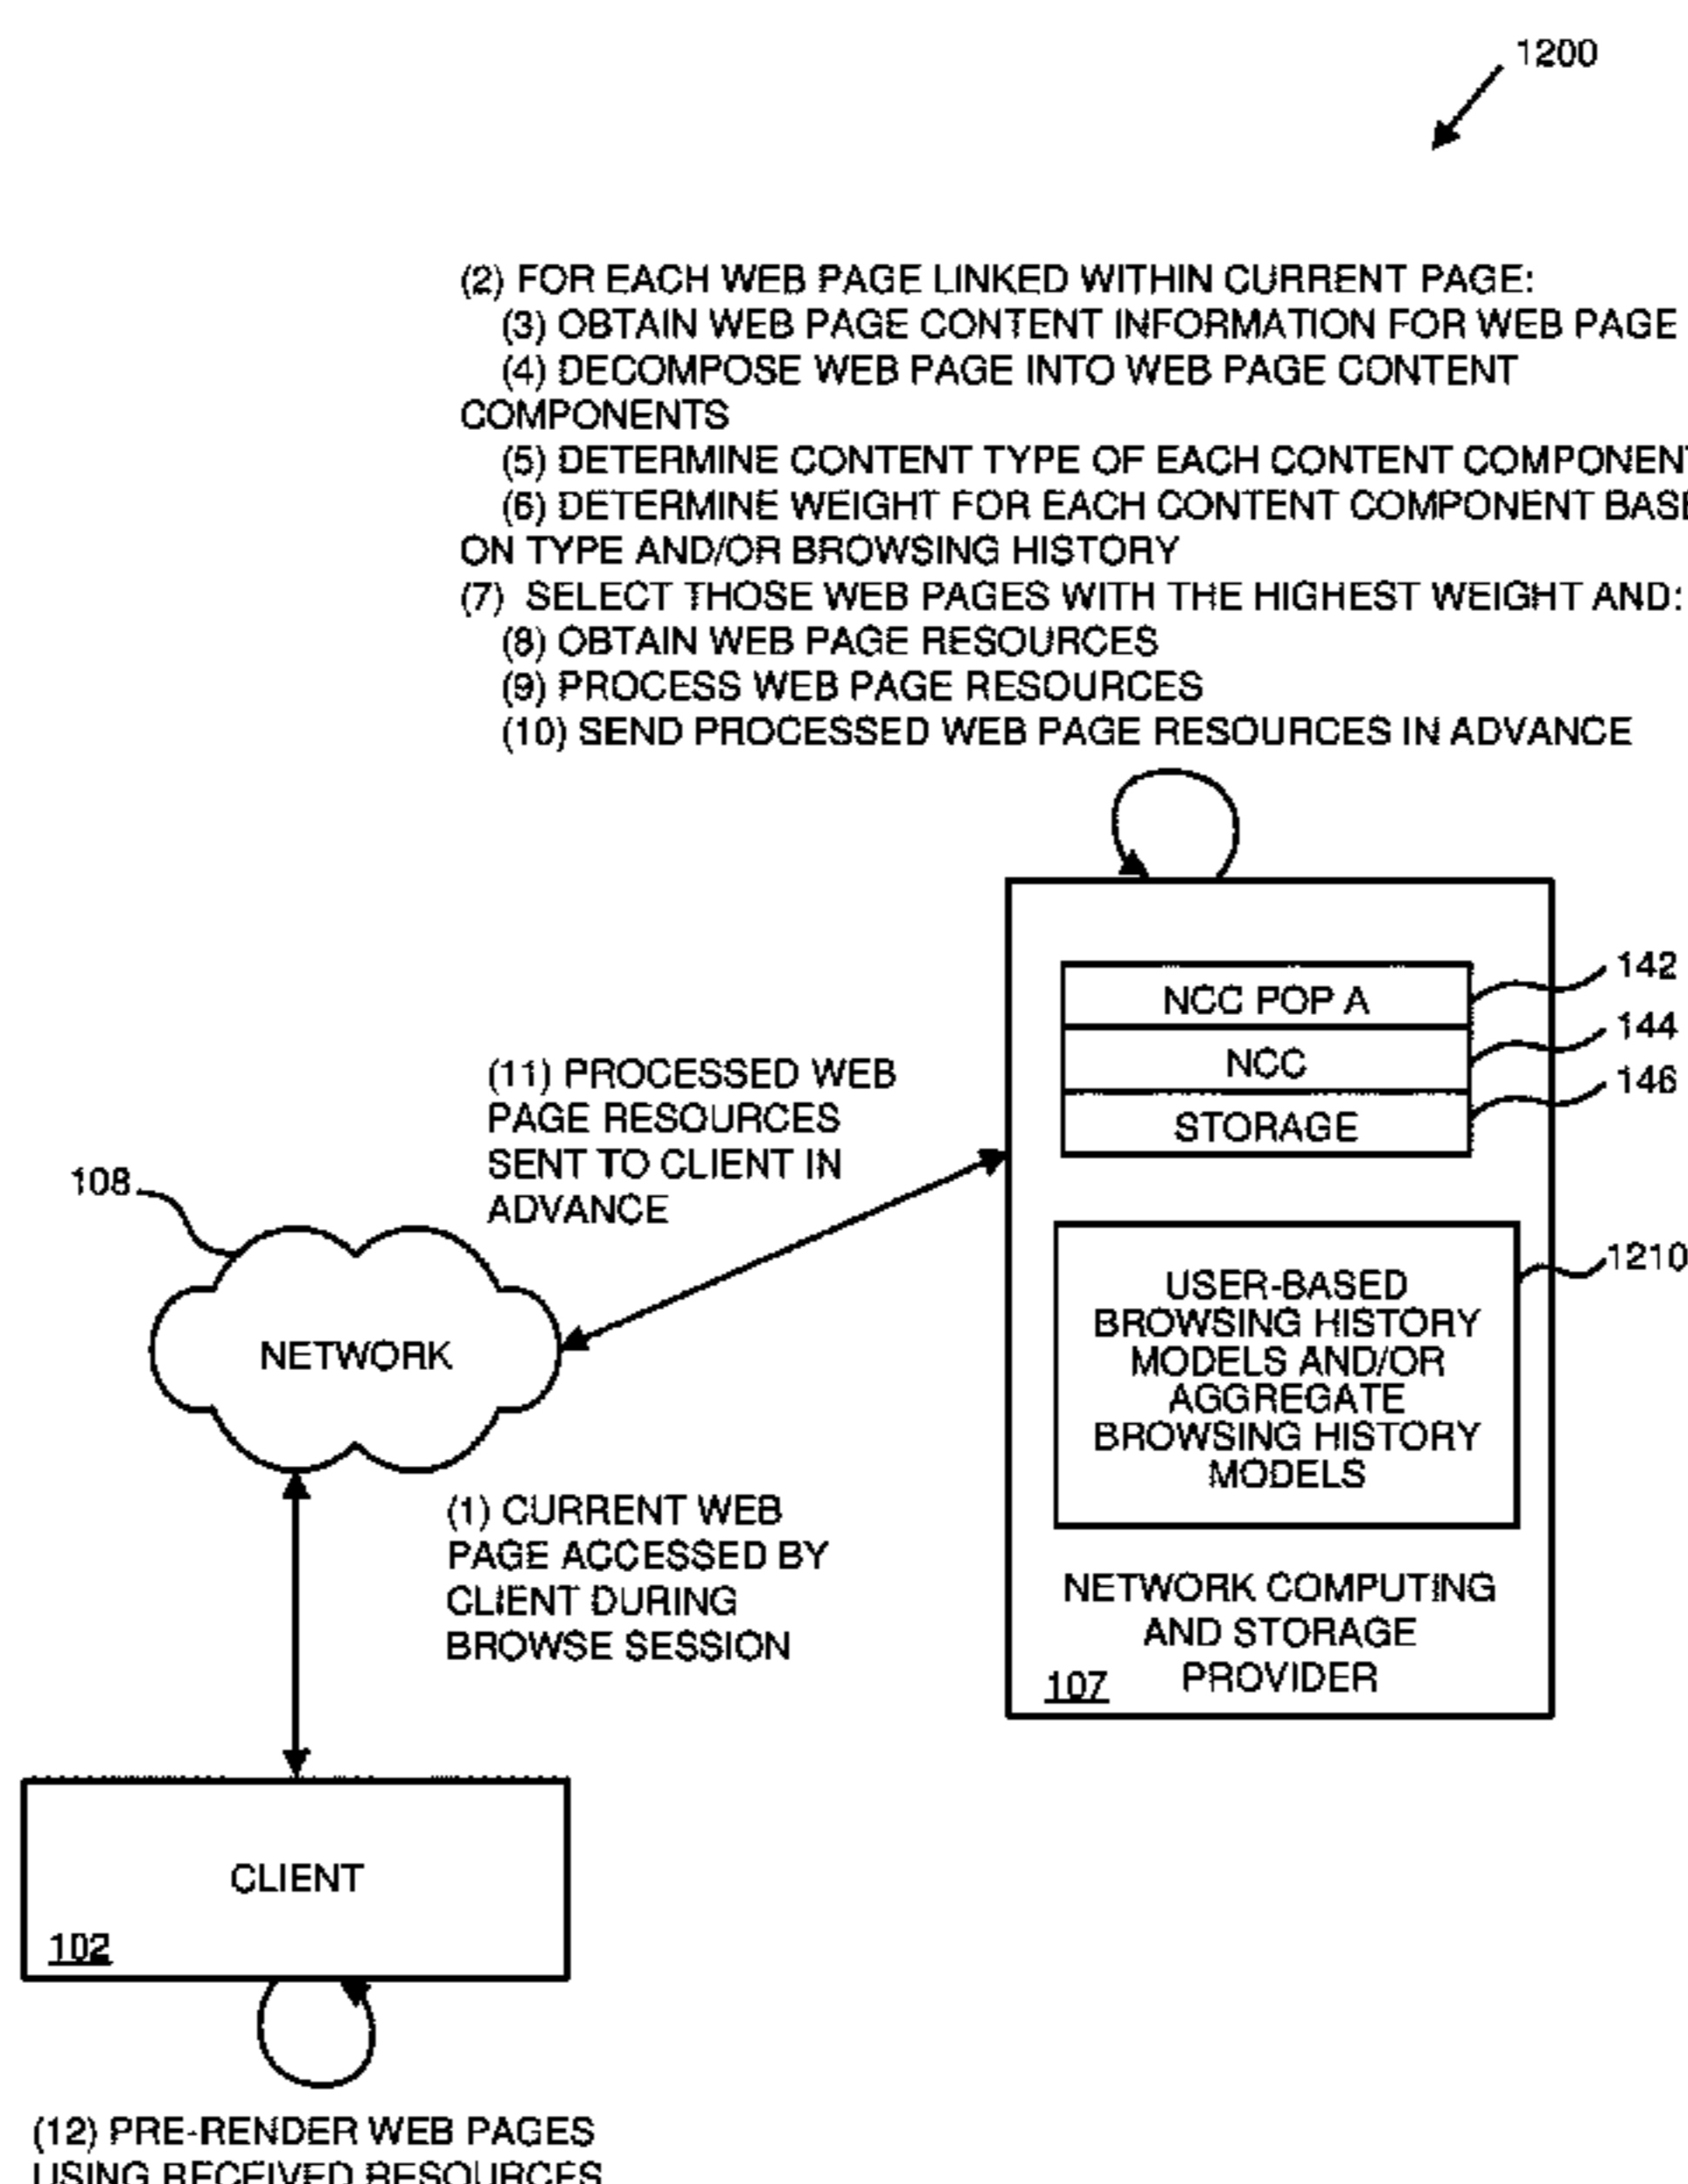 1200
(2) FOR EACH WEB PAGE LINKED WITHIN CURRENT PAGE:
(3) OBTAIN WEB PAGE CONTENT INFORMATION FOR WEB PAGE
(4) DECOMPOSE WEB PAGE INTO WEB PAGE CONTENT
COMPONENTS
(5) DETERMINE CONTENT TYPE OF EACH CONTENT COMPONENT
(6) DETERMINE WEIGHT FOR EACH CONTENT COMPONENT BASE
ON TYPE AND/OR BROWSING HISTORY
(7) SELECT THOSE WEB PAGES WITH THE HIGHEST WEIGHT AND:
(8) OBTAIN WEB PAGE RESOURCES
(9) PROCESS WEB PAGE RESOURCES
(10) SEND PROCESSED WEB PAGE RESOURCES IN ADVANCE
NCC POP A
142
NCC
144
STORAGE
146
(11) PROCESSED WEB
PAGE RESOURCES
SENT TO CLIENT IN
ADVANCE
108
NETWORK
1210
USER-BASED
BROWSING HISTORY
MODELS AND/OR
AGGREGATE
BROWSING HISTORY
MODELS
NETWORK COMPUTING
AND STORAGE
PROVIDER
107
(1) CURRENT WEB
PAGE ACCESSED BY
CLIENT DURING
BROWSE SESSION
CLIENT
102
(12) PRE-RENDER WEB PAGES
USING RECEIVED RESOURCES